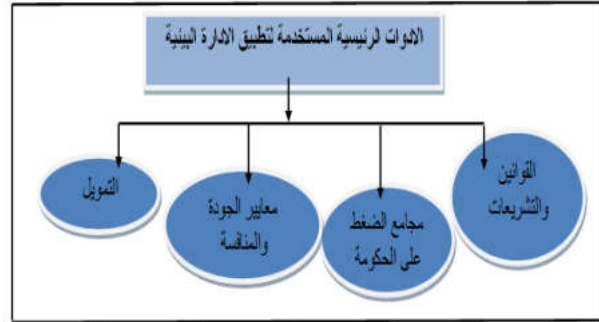 الادوات الرئيسية المستخدمة لتطبيق الادارة البيئية
القوانين
والتشريعات
مجامع الضغط
على الحكومة
معايير الجودة
والمنافسة
التمويل